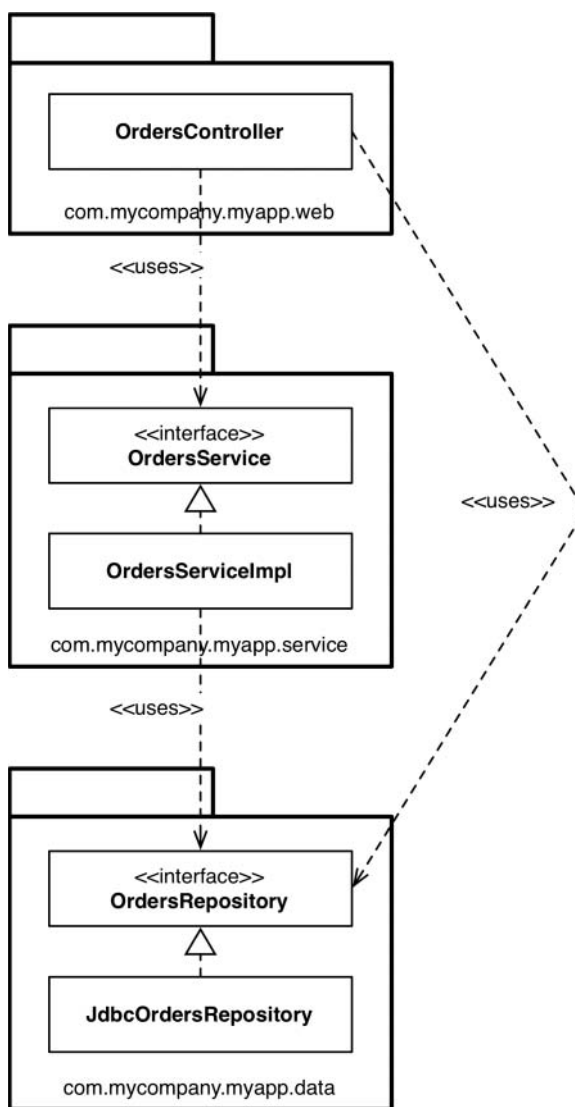 OrdersController
com.mycompany.myapp.web
<<uses>>
<<interface>>
OrdersService
<<uses>>
OrdersServiceImpl
com.mycompany.myapp.service
<<uses>>
<<interface>>
OrdersRepository
JdbcOrdersRepository
com.mycompany.myapp.data